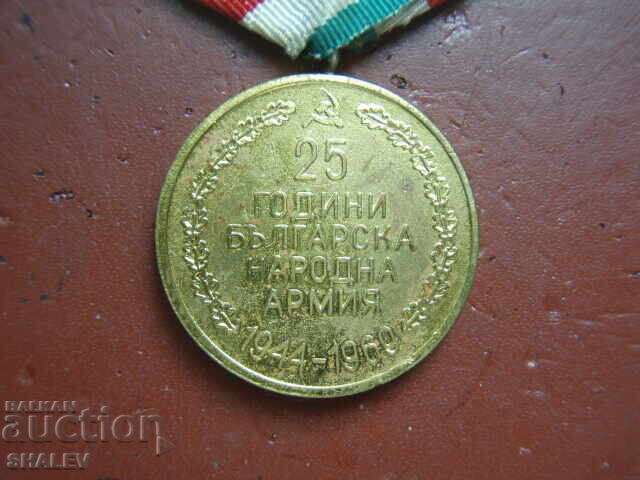 25
ГОДИНИ
БЪЛГАРСКА
НАРОДНА
АРМИЯ
1944-1969
BALKAN
auction
SHALEV